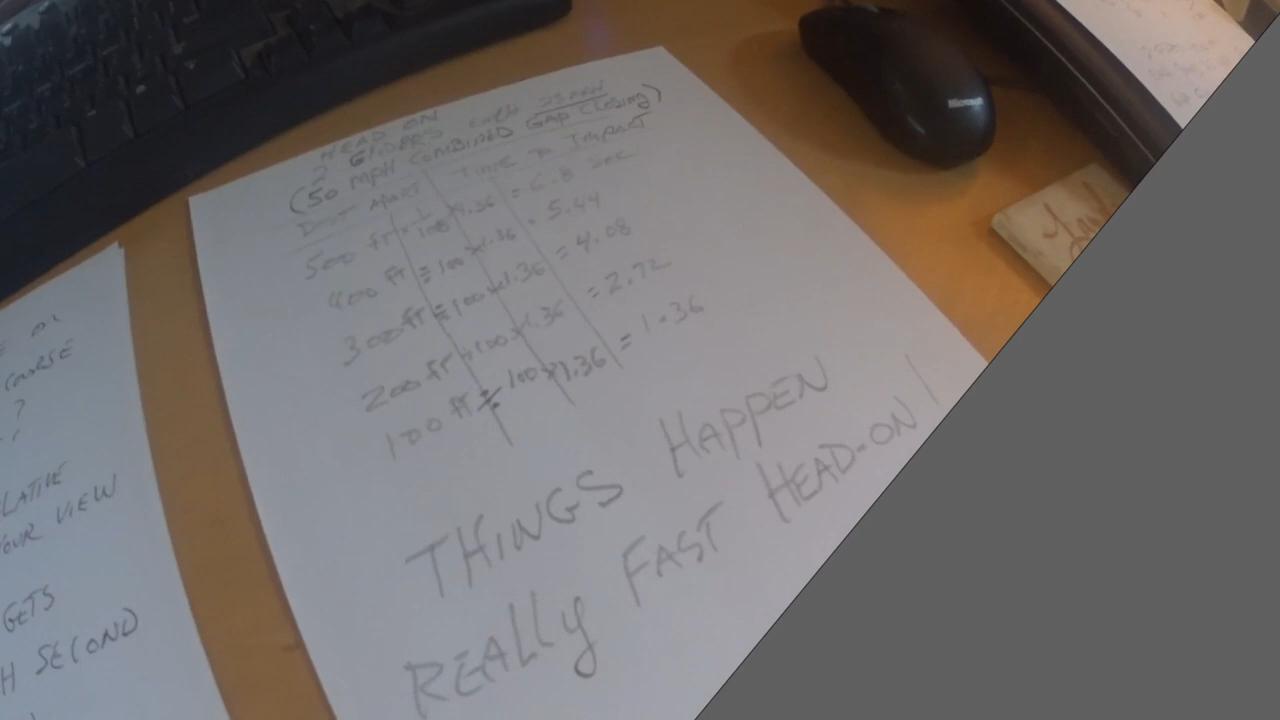 HEAD ON
2 GLIDERS EACH 25 MPH
(50 MPH COMBINED GAP CLOSING)
DIST APART TIME TO IMPACT
500 ft ÷ 100 × 1.36 = 6.8 SEC
400 ft ÷ 100 × 1.36 = 5.44
300 ft ÷ 100 × 1.36 = 4.08
200 ft ÷ 100 × 1.36 = 2.72
100 ft ÷ 100 × 1.36 = 1.36
THINGS HAPPEN
REALLY FAST HEAD-ON!
COURSE
?
YOUR VIEW
GETS
SECOND
Microsoft